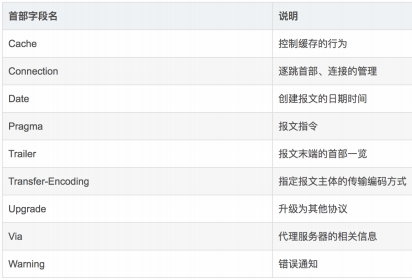 首部字段名 说明
Cache 控制缓存的行为
Connection 逐跳首部、连接的管理
Date 创建报文的日期时间
Pragma 报文指令
Trailer 报文末端的首部一览
Transfer-Encoding 指定报文主体的传输编码方式
Upgrade 升级为其他协议
Via 代理服务器的相关信息
Warning 错误通知